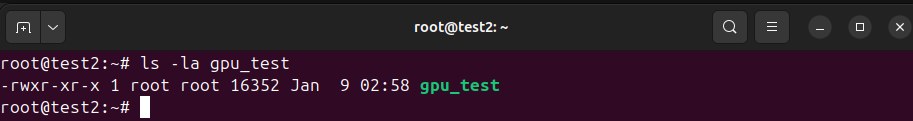 root@test2: ~
root@test2:~# ls -la gpu_test
-rwxr-xr-x 1 root root 16352 Jan  9 02:58 gpu_test
root@test2:~#